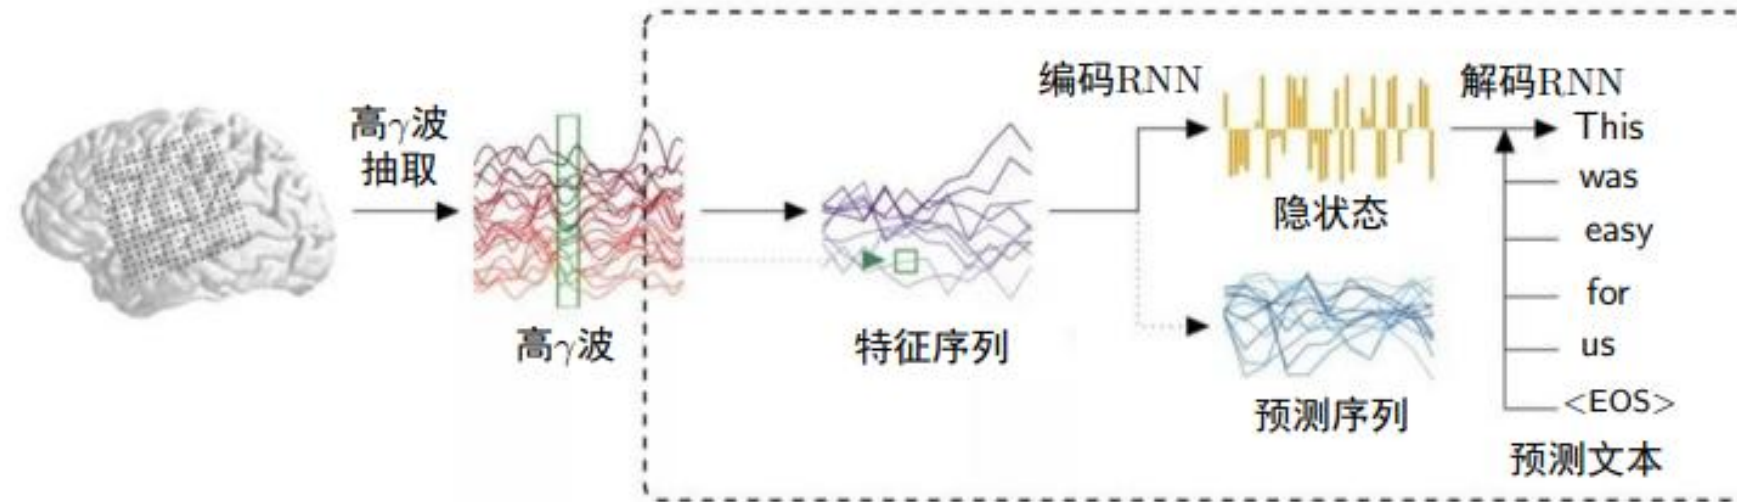 高γ波
抽取
高γ波
特征序列
编码RNN
隐状态
预测序列
解码RNN
This
was
easy
for
us
<EOS>
预测文本